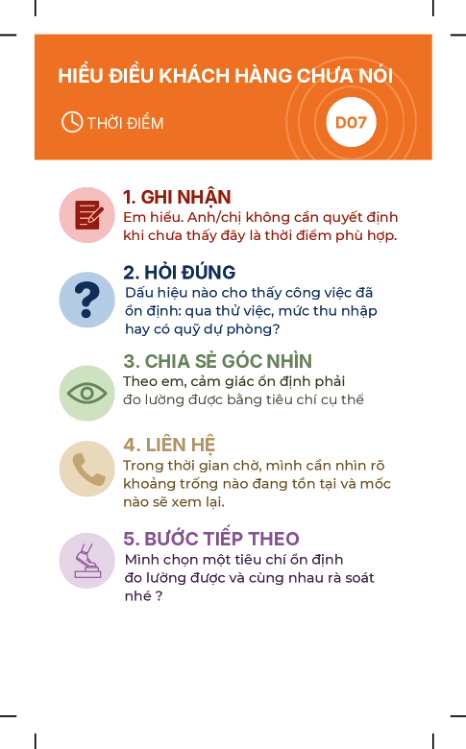 HIỂU ĐIỀU KHÁCH HÀNG CHƯA NÓI
THỜI ĐIỂM
D07
1. GHI NHẬN
Em hiểu. Anh/chị không cần quyết định
khi chưa thấy đây là thời điểm phù hợp.
2. HỎI ĐÚNG
Dấu hiệu nào cho thấy công việc đã
ổn định: qua thử việc, mức thu nhập
hay có quỹ dự phòng?
3. CHIA SẺ GÓC NHÌN
Theo em, cảm giác ổn định phải
đo lường được bằng tiêu chí cụ thể
4. LIÊN HỆ
Trong thời gian chờ, mình cần nhìn rõ
khoảng trống nào đang tồn tại và mốc
nào sẽ xem lại.
5. BƯỚC TIẾP THEO
Mình chọn một tiêu chí ổn định
đo lường được và cùng nhau rà soát
nhé ?